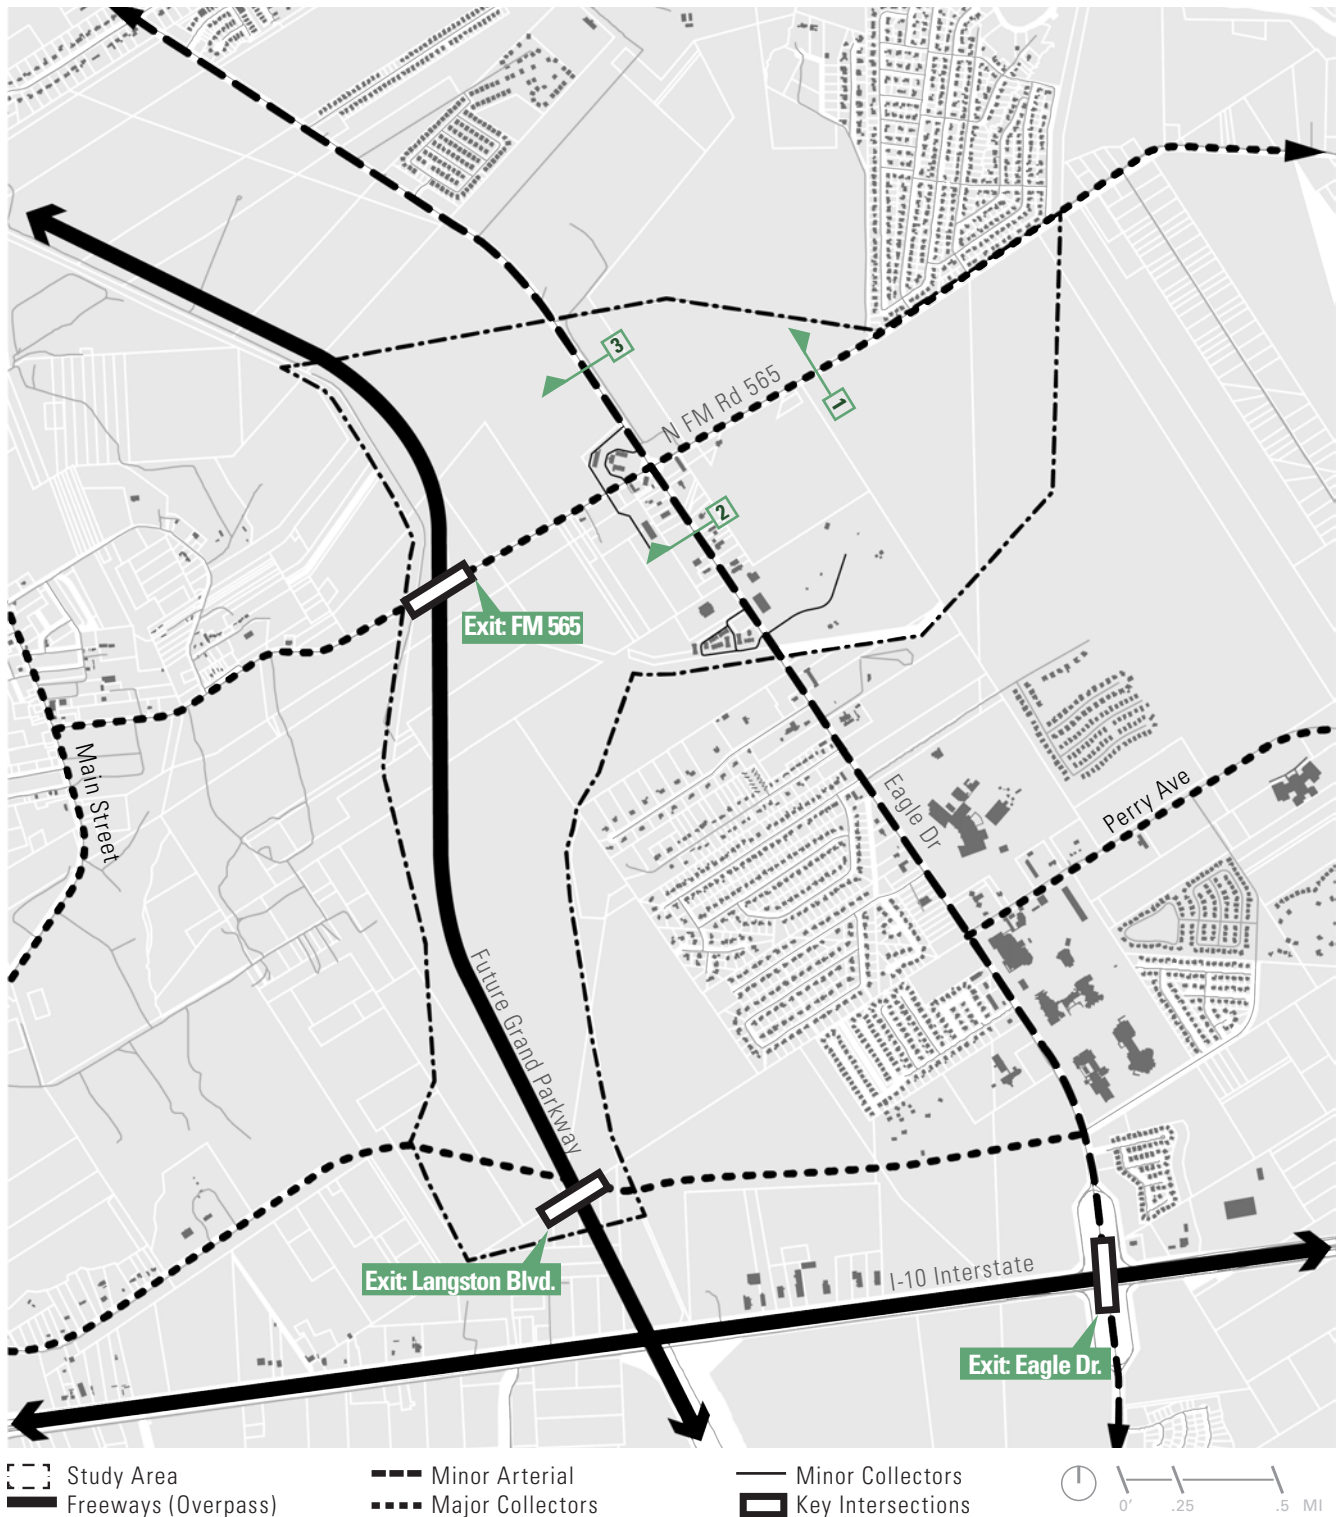 3
N FM Rd 565
1
2
Exit: FM 565
Main Street
Eagle Dr
Perry Ave
Future Grand Parkway
Exit: Langston Blvd.
I-10 Interstate
Exit: Eagle Dr.
Study Area
Minor Arterial
Minor Collectors
Freeways (Overpass)
Major Collectors
Key Intersections
0' .25 .5 MI